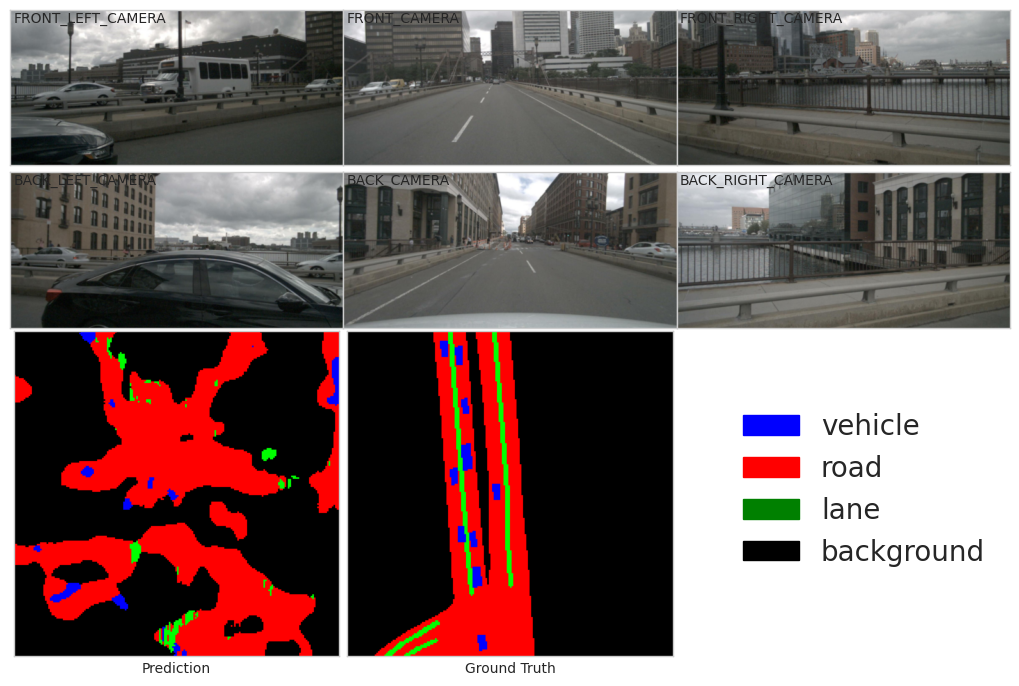 FRONT_LEFT_CAMERA
FRONT_CAMERA
FRONT_RIGHT_CAMERA
BACK_LEFT_CAMERA
BACK_CAMERA
BACK_RIGHT_CAMERA
vehicle
road
lane
background
Prediction
Ground Truth